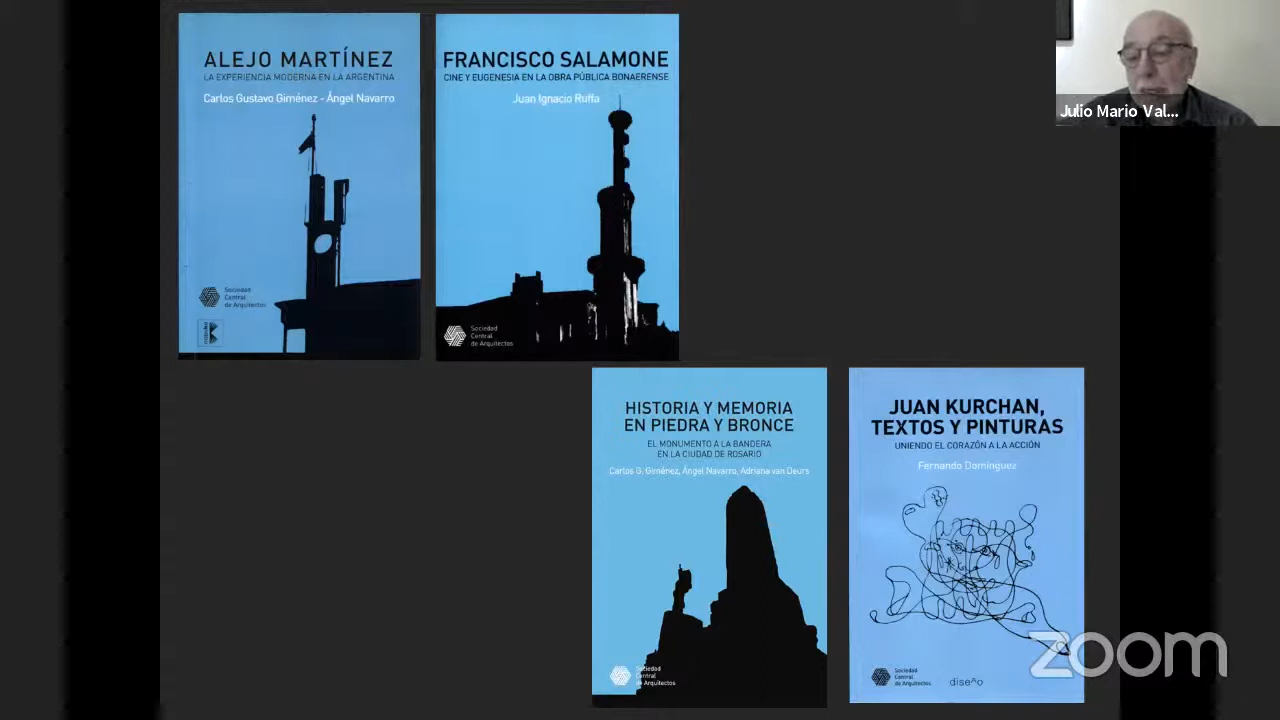 ALEJO MARTÍNEZ
LA EXPERIENCIA MODERNA EN LA ARGENTINA
Carlos Gustavo Giménez - Ángel Navarro
Sociedad
Central
de Arquitectos
FRANCISCO SALAMONE
CINE Y EUGENESIA EN LA OBRA PÚBLICA BONAERENSE
Juan Ignacio Ruffa
Sociedad
Central
de Arquitectos
Julio Mario Val...
HISTORIA Y MEMORIA
EN PIEDRA Y BRONCE
EL MONUMENTO A LA BANDERA
EN LA CIUDAD DE ROSARIO
Carlos G. Giménez, Ángel Navarro, Adriana van Deurs
Sociedad
Central
de Arquitectos
JUAN KURCHAN,
TEXTOS Y PINTURAS
UNIENDO EL CORAZÓN A LA ACCIÓN
Fernando Domínguez
Sociedad
Central
de Arquitectos
diseño
zoom